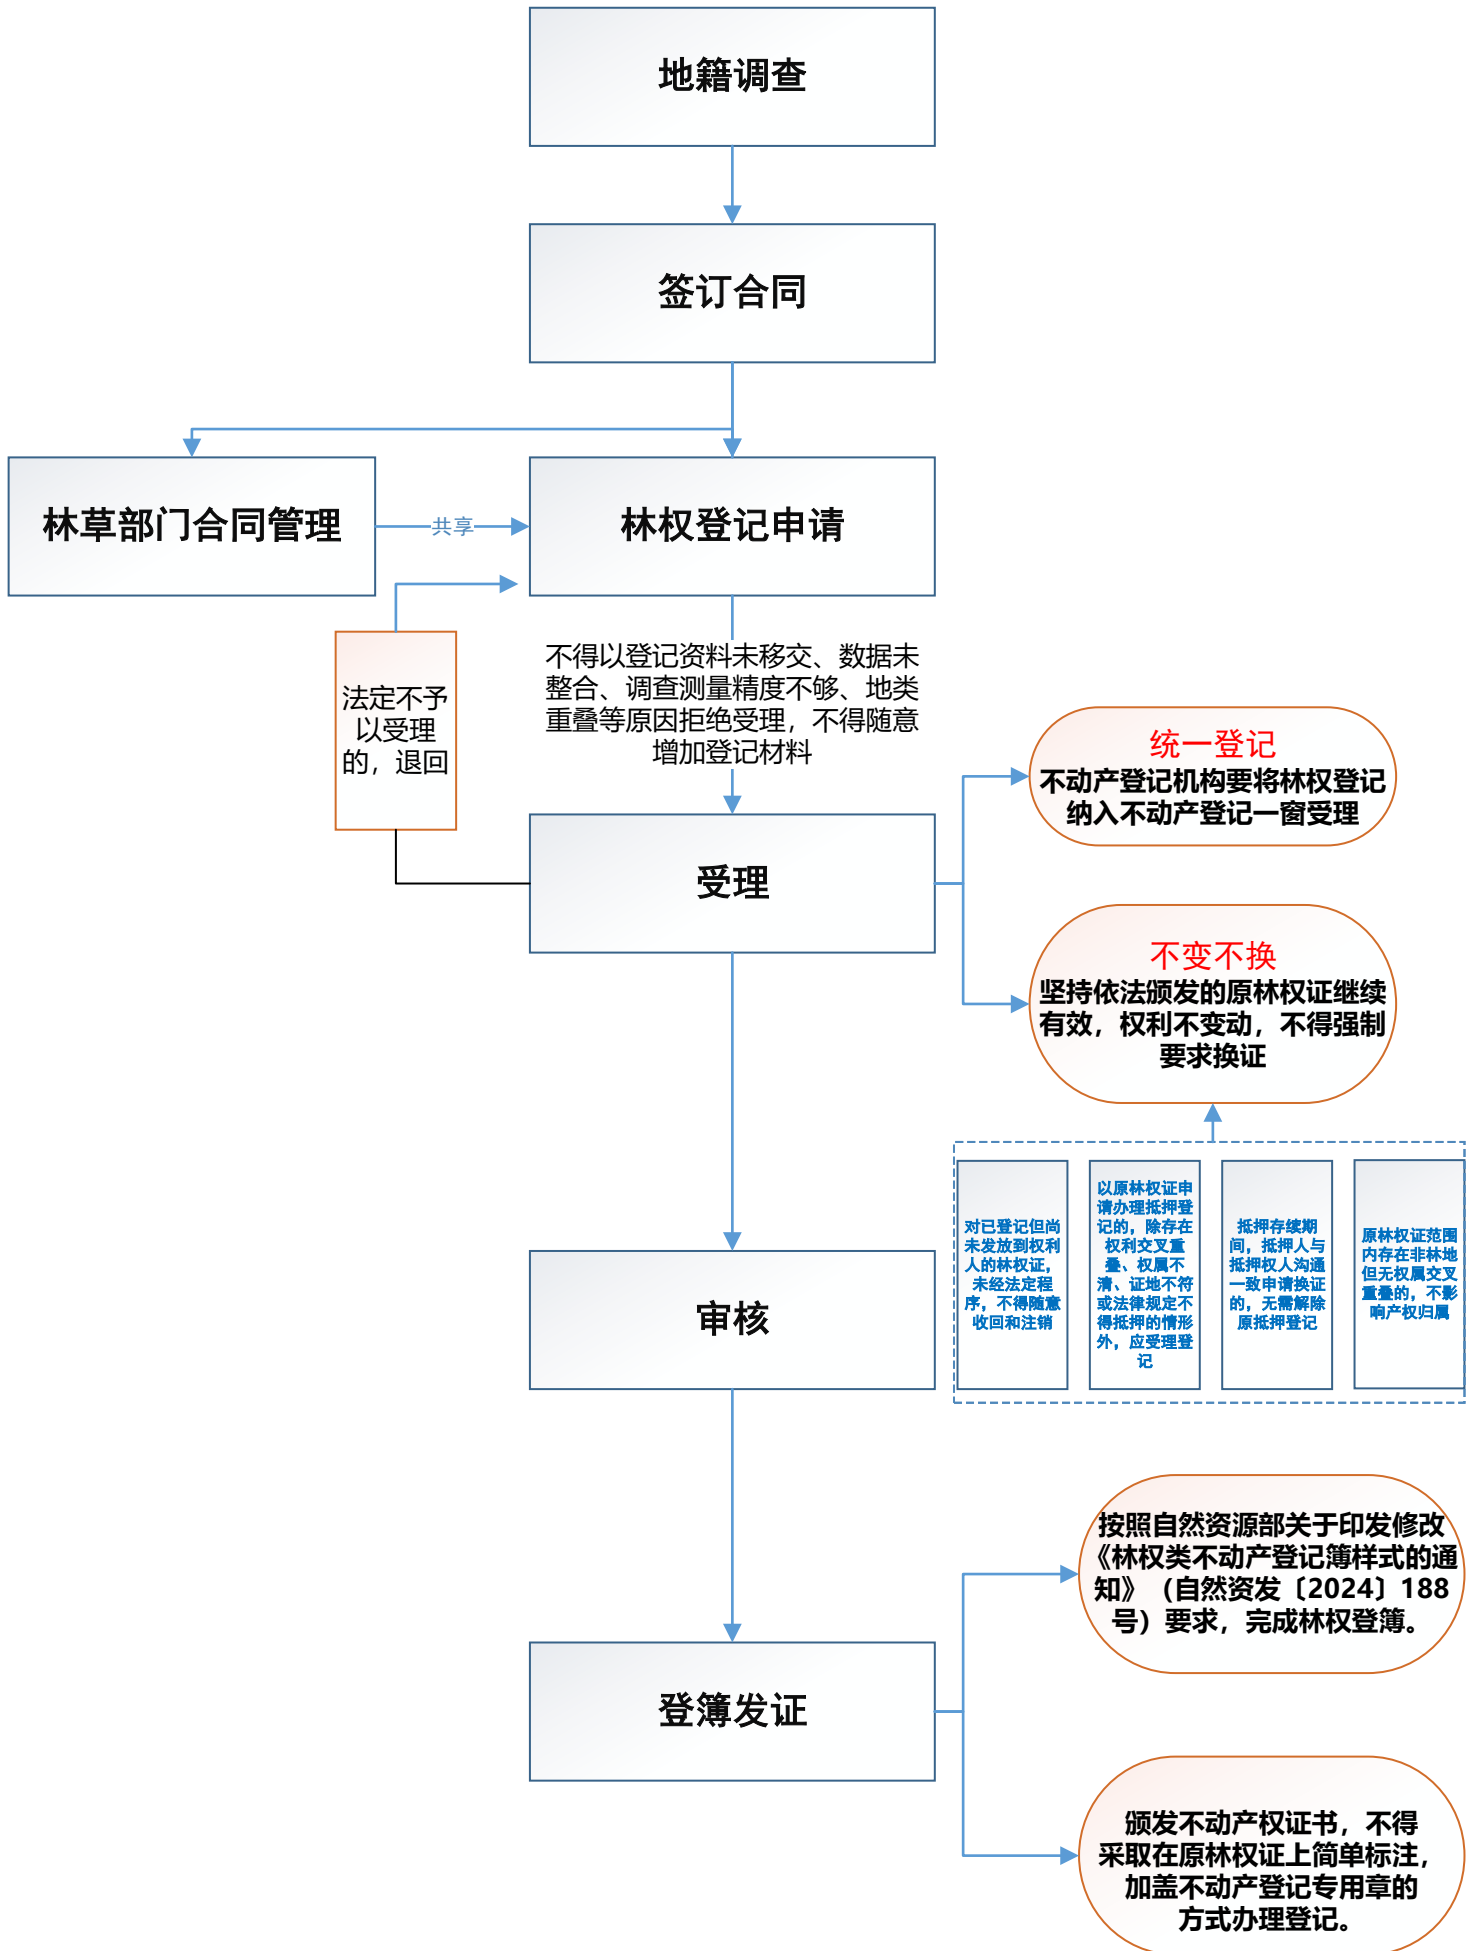 地籍调查
签订合同
林草部门合同管理
共享
林权登记申请
法定不予
以受理
的，退回
不得以登记资料未移交、数据未
整合、调查测量精度不够、地类
重叠等原因拒绝受理，不得随意
增加登记材料
受理
统一登记
不动产登记机构要将林权登记
纳入不动产登记一窗受理
不变不换
坚持依法颁发的原林权证继续
有效，权利不变动，不得强制
要求换证
对已登记但尚
未发放到权利
人的林权证，
未经法定程
序，不得随意
收回和注销
以原林权证申
请办理抵押登
记的，除存在
权利交叉重
叠、权属不
清、证地不符
或法律规定不
得抵押的情形
外，应受理登
记
抵押存续期
间，抵押人与
抵押权人沟通
一致申请换证
的，无需解除
原抵押登记
原林权证范围
内存在非林地
但无权属交叉
重叠的，不影
响产权归属
审核
登簿发证
按照自然资源部关于印发修改
《林权类不动产登记簿样式的通
知》（自然资发〔2024〕188
号）要求，完成林权登簿。
颁发不动产权证书，不得
采取在原林权证上简单标注，
加盖不动产登记专用章的
方式办理登记。